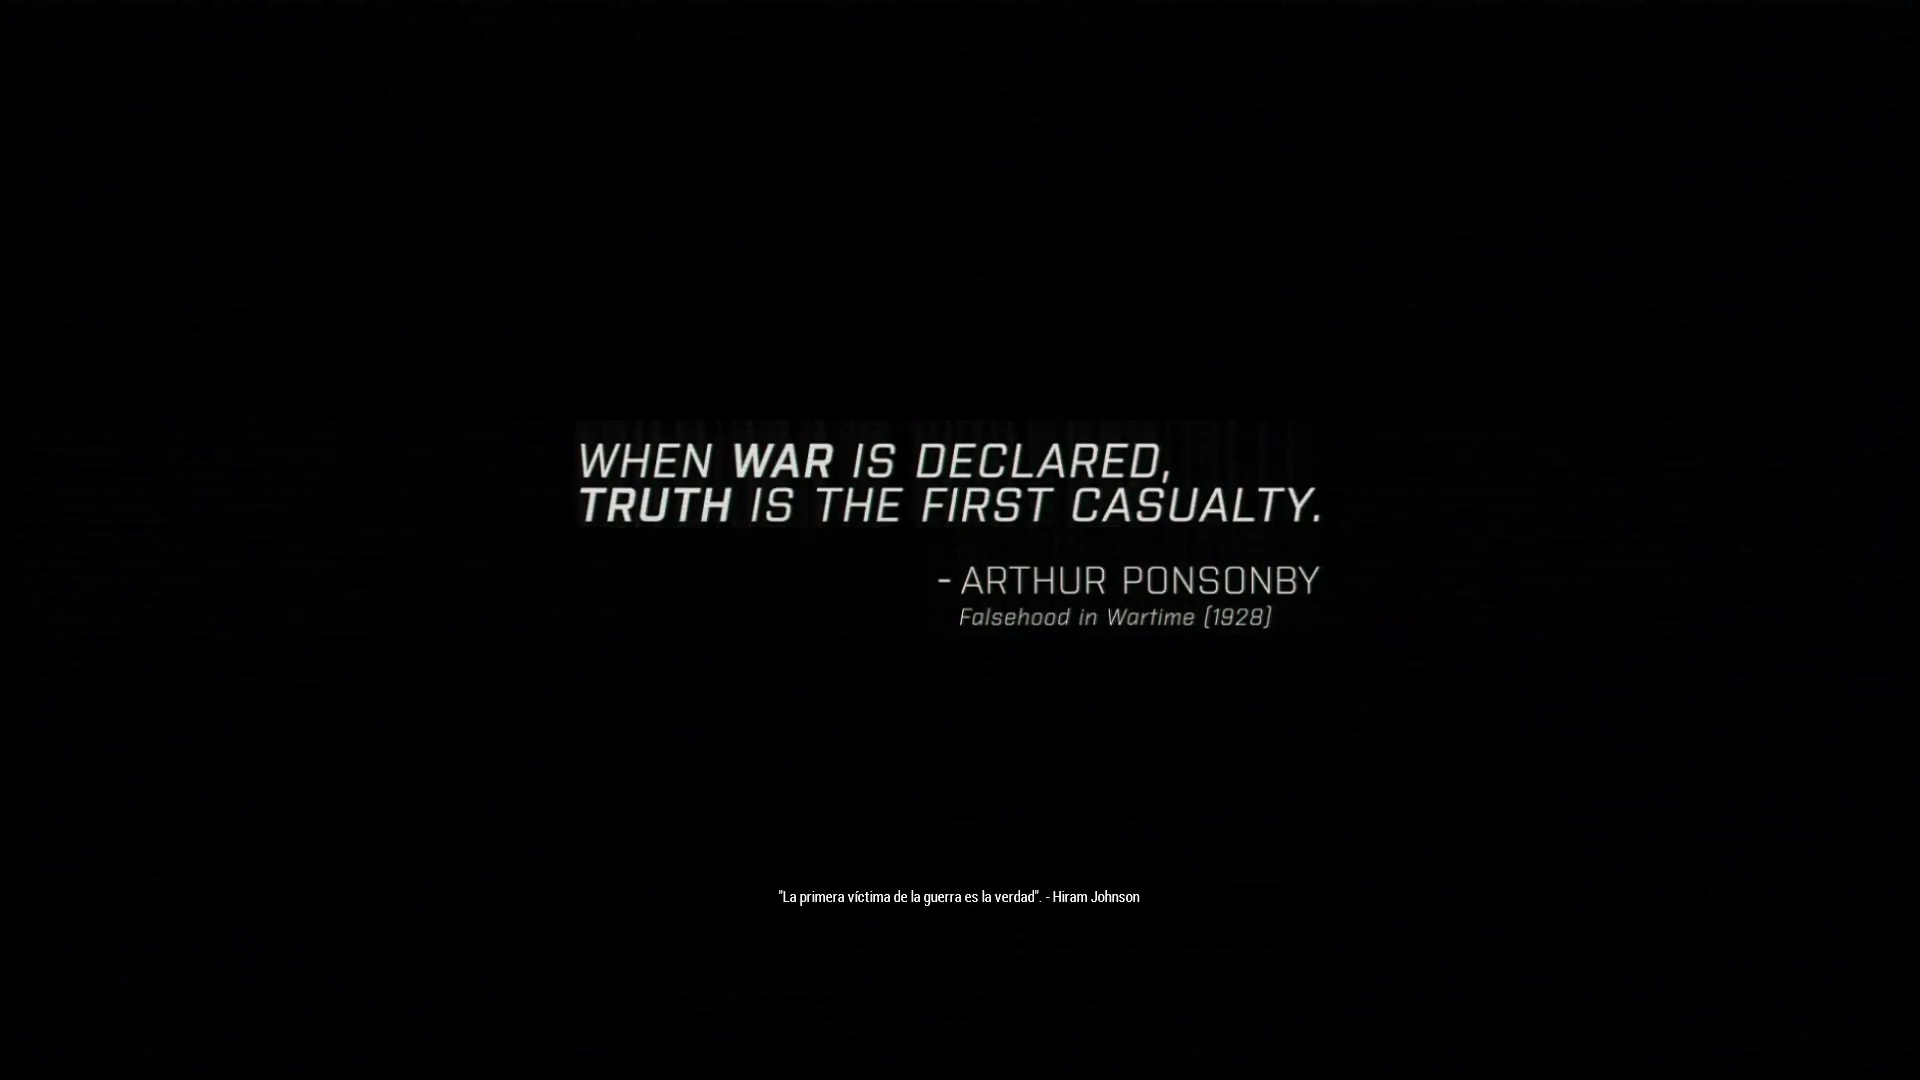 WHEN WAR IS DECLARED,
TRUTH IS THE FIRST CASUALTY.
- ARTHUR PONSONBY
Falsehood in Wartime (1928)
"La primera víctima de la guerra es la verdad". - Hiram Johnson